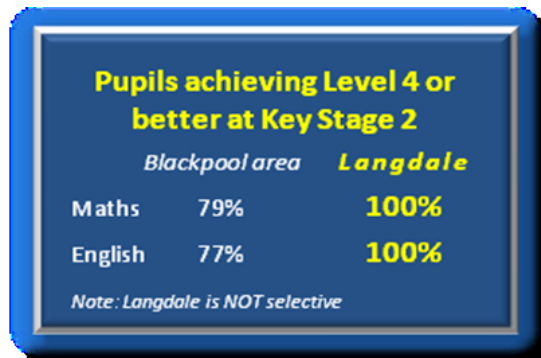 Pupils achieving Level 4 or
better at Key Stage 2
Blackpool area Langdale
Maths 79% 100%
English 77% 100%
Note: Langdale is NOT selective